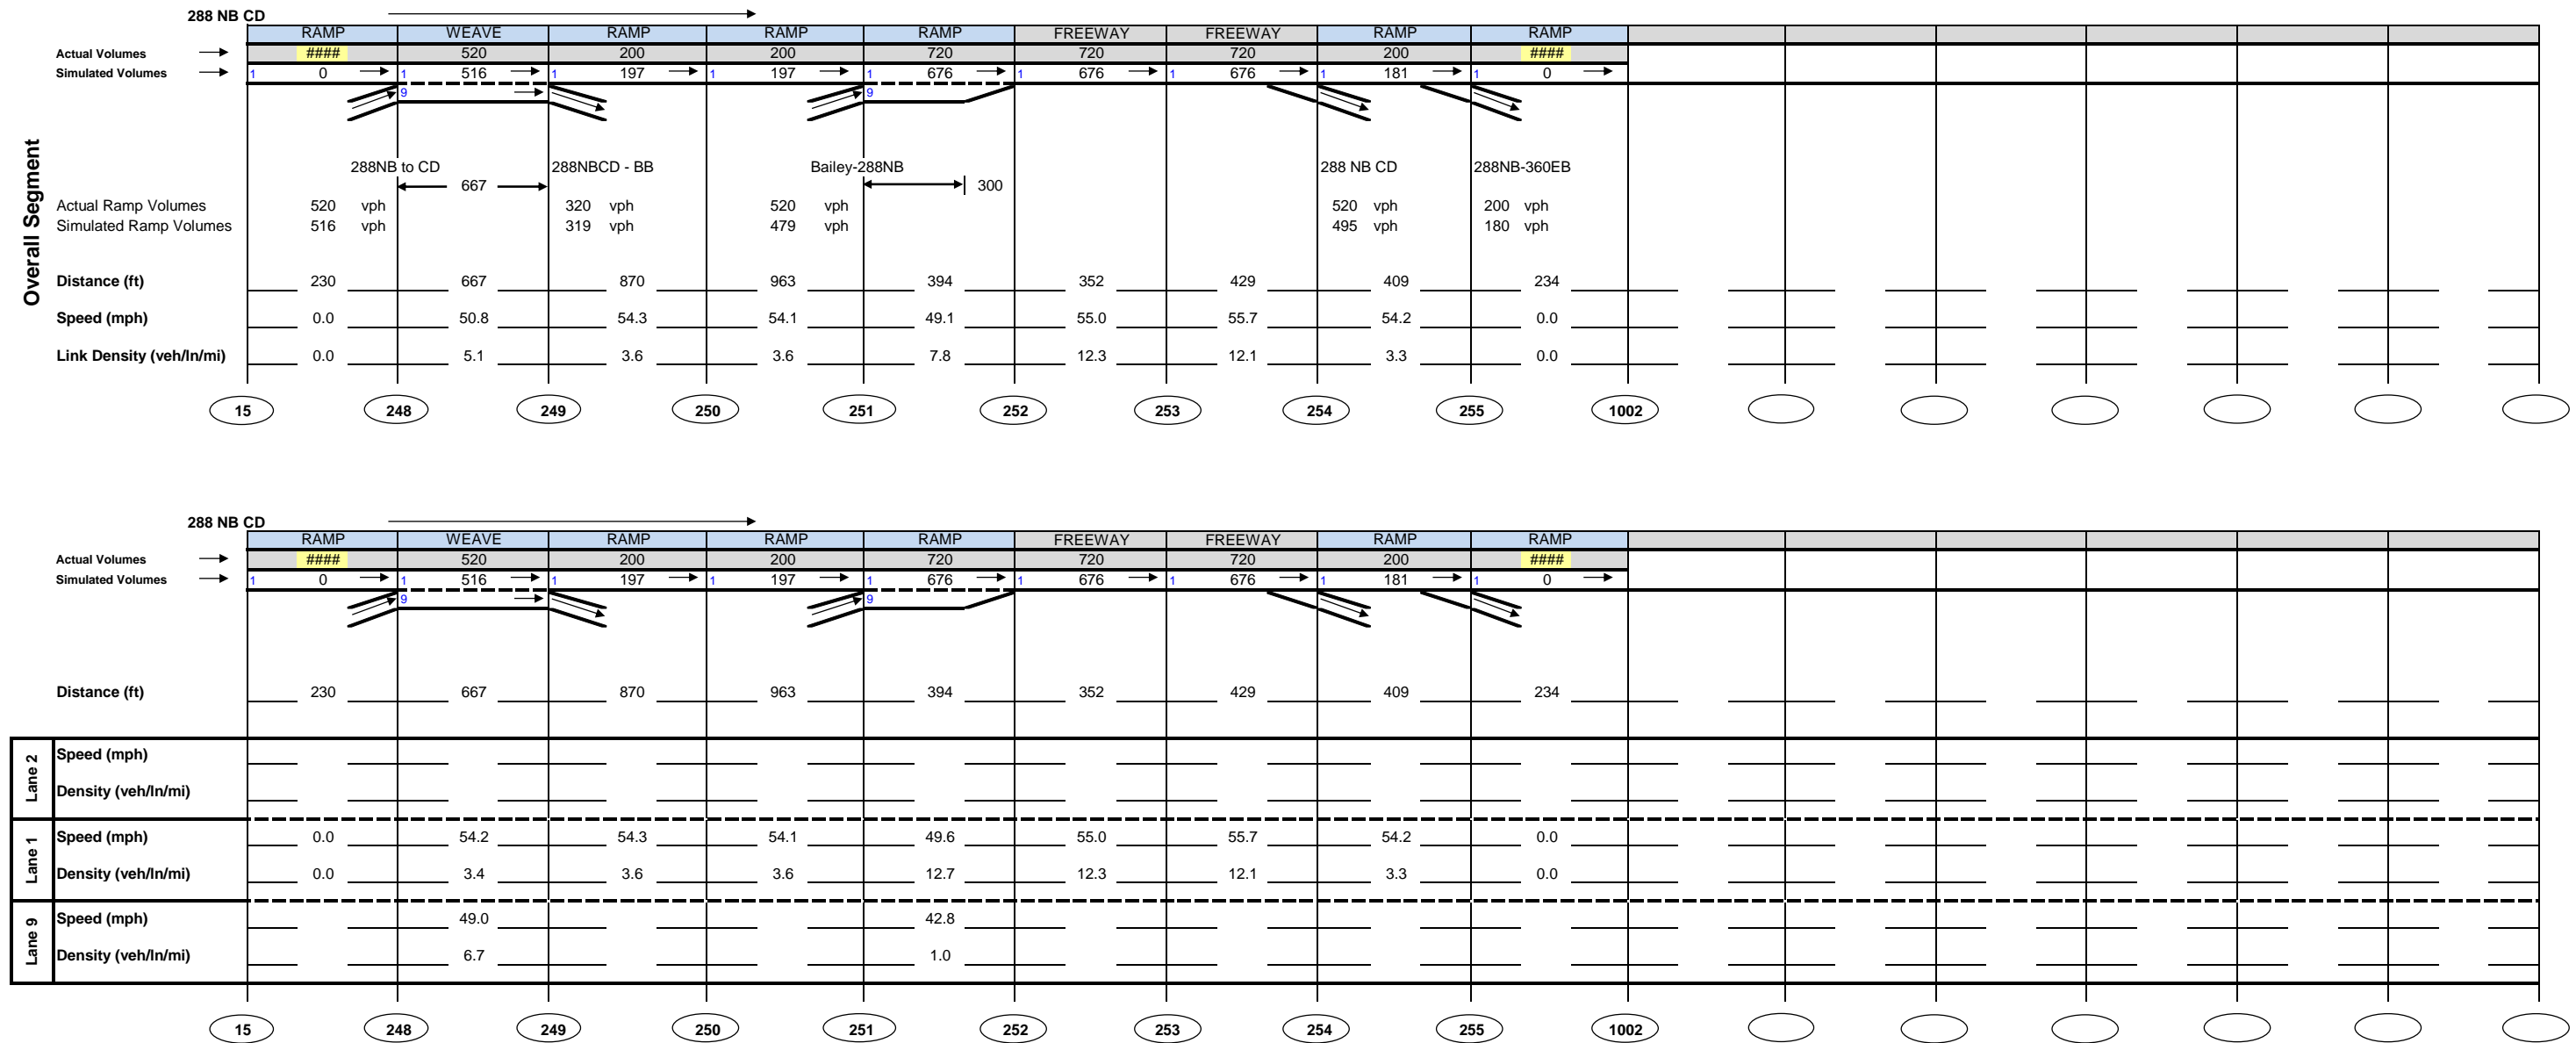 288 NB CD
RAMP WEAVE RAMP RAMP RAMP FREEWAY FREEWAY RAMP RAMP
Actual Volumes #### 520 200 200 720 720 720 200 ####
Simulated Volumes 1 0 1 516 1 197 1 197 1 676 1 676 1 676 1 181 1 0
9 9
Overall Segment
288NB to CD 288NBCD - BB Bailey-288NB 288 NB CD 288NB-360EB
667 300
Actual Ramp Volumes 520 vph 320 vph 520 vph 520 vph 200 vph
Simulated Ramp Volumes 516 vph 319 vph 479 vph 495 vph 180 vph
Distance (ft) 230 667 870 963 394 352 429 409 234
Speed (mph) 0.0 50.8 54.3 54.1 49.1 55.0 55.7 54.2 0.0
Link Density (veh/ln/mi) 0.0 5.1 3.6 3.6 7.8 12.3 12.1 3.3 0.0
15 248 249 250 251 252 253 254 255 1002
288 NB CD
RAMP WEAVE RAMP RAMP RAMP FREEWAY FREEWAY RAMP RAMP
Actual Volumes #### 520 200 200 720 720 720 200 ####
Simulated Volumes 1 0 1 516 1 197 1 197 1 676 1 676 1 676 1 181 1 0
9 9
Distance (ft) 230 667 870 963 394 352 429 409 234
Lane 2
Speed (mph)
Density (veh/ln/mi)
Lane 1
Speed (mph) 0.0 54.2 54.3 54.1 49.6 55.0 55.7 54.2 0.0
Density (veh/ln/mi) 0.0 3.4 3.6 3.6 12.7 12.3 12.1 3.3 0.0
Lane 9
Speed (mph) 49.0 42.8
Density (veh/ln/mi) 6.7 1.0
15 248 249 250 251 252 253 254 255 1002